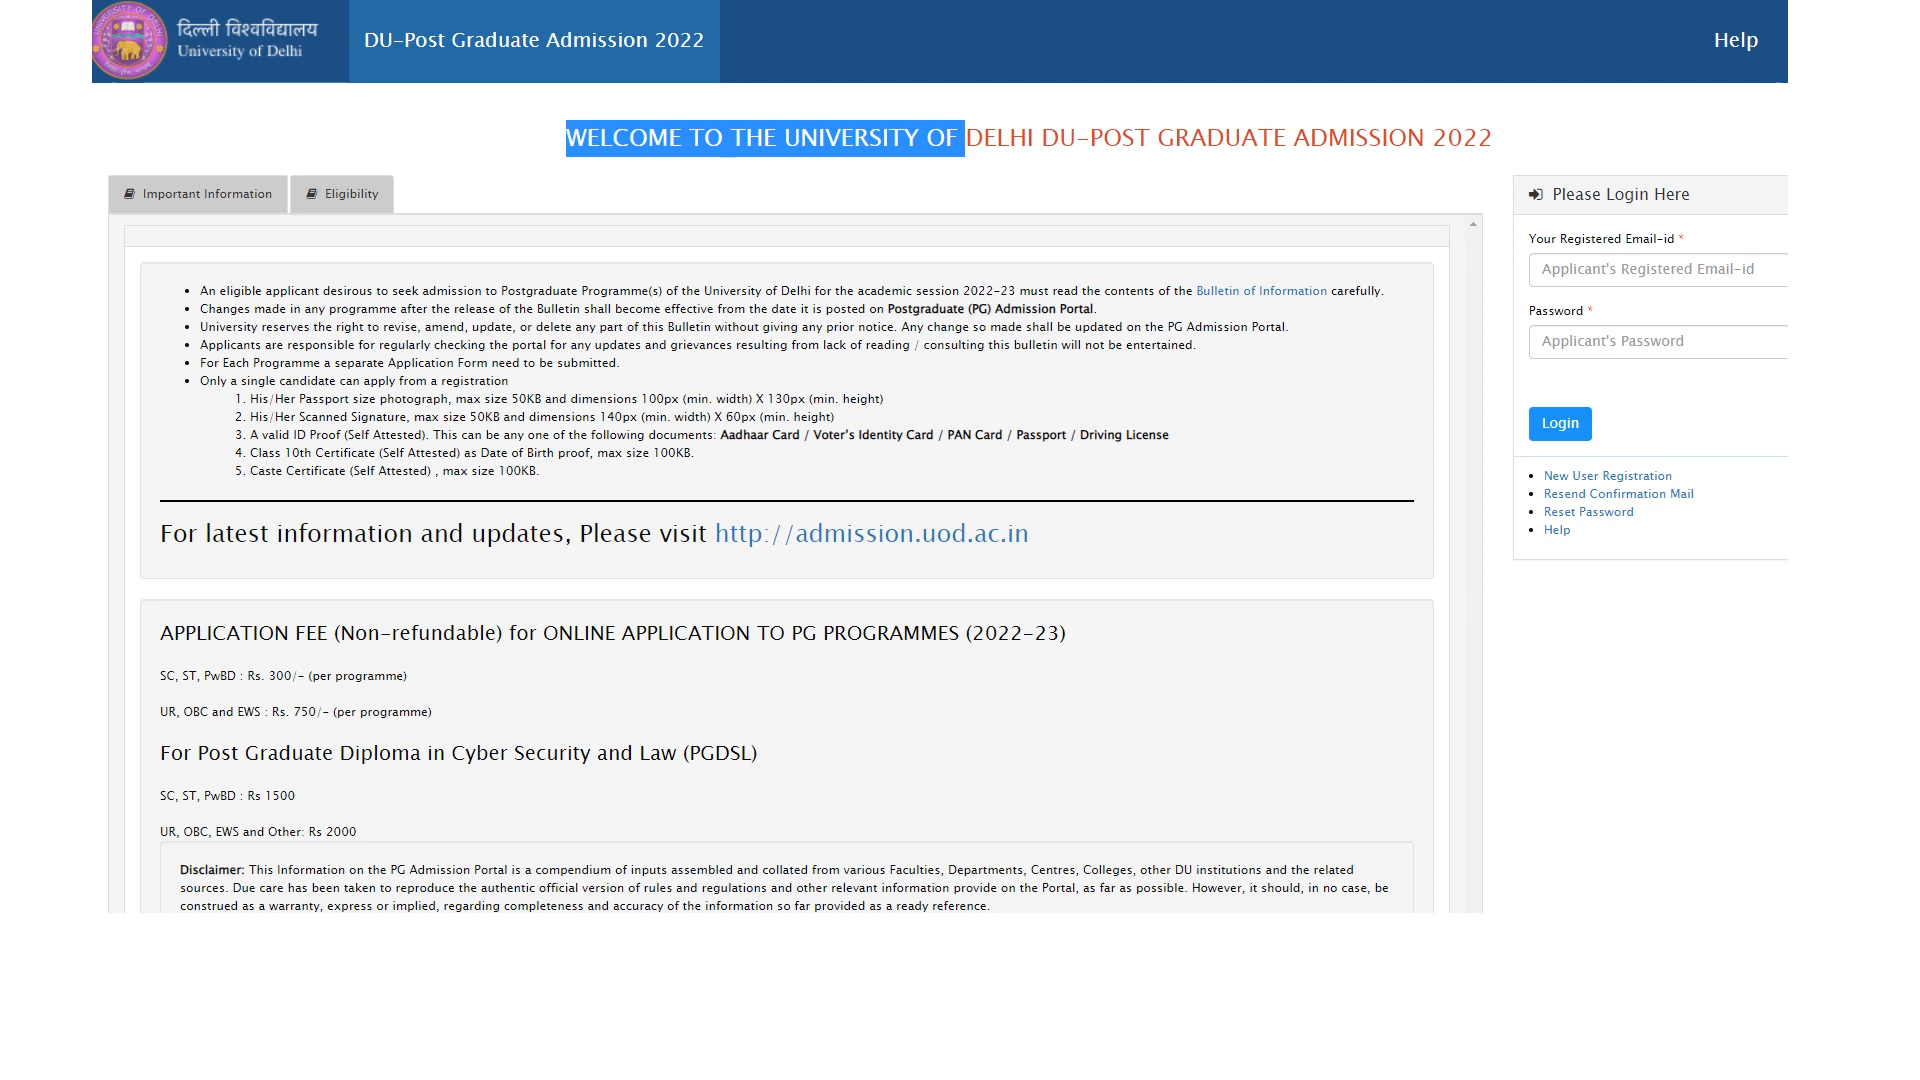 दिल्ली विश्वविद्यालय
University of Delhi
DU-Post Graduate Admission 2022
Help
WELCOME TO THE UNIVERSITY OF DELHI DU-POST GRADUATE ADMISSION 2022
Important Information
Eligibility
An eligible applicant desirous to seek admission to Postgraduate Programme(s) of the University of Delhi for the academic session 2022-23 must read the contents of the Bulletin of Information carefully.
Changes made in any programme after the release of the Bulletin shall become effective from the date it is posted on Postgraduate (PG) Admission Portal.
University reserves the right to revise, amend, update, or delete any part of this Bulletin without giving any prior notice. Any change so made shall be updated on the PG Admission Portal.
Applicants are responsible for regularly checking the portal for any updates and grievances resulting from lack of reading / consulting this bulletin will not be entertained.
For Each Programme a separate Application Form need to be submitted.
Only a single candidate can apply from a registration
1. His/Her Passport size photograph, max size 50KB and dimensions 100px (min. width) X 130px (min. height)
2. His/Her Scanned Signature, max size 50KB and dimensions 140px (min. width) X 60px (min. height)
3. A valid ID Proof (Self Attested). This can be any one of the following documents: Aadhaar Card / Voter's Identity Card / PAN Card / Passport / Driving License
4. Class 10th Certificate (Self Attested) as Date of Birth proof, max size 100KB.
5. Caste Certificate (Self Attested) , max size 100KB.
For latest information and updates, Please visit http://admission.uod.ac.in
APPLICATION FEE (Non-refundable) for ONLINE APPLICATION TO PG PROGRAMMES (2022-23)
SC, ST, PwBD : Rs. 300/- (per programme)
UR, OBC and EWS : Rs. 750/- (per programme)
For Post Graduate Diploma in Cyber Security and Law (PGDSL)
SC, ST, PwBD : Rs 1500
UR, OBC, EWS and Other: Rs 2000
Disclaimer: This Information on the PG Admission Portal is a compendium of inputs assembled and collated from various Faculties, Departments, Centres, Colleges, other DU institutions and the related
sources. Due care has been taken to reproduce the authentic official version of rules and regulations and other relevant information provide on the Portal, as far as possible. However, it should, in no case, be
construed as a warranty, express or implied, regarding completeness and accuracy of the information so far provided as a ready reference.
Please Login Here
Your Registered Email-id *
Applicant's Registered Email-id
Password *
Applicant's Password
Login
New User Registration
Resend Confirmation Mail
Reset Password
Help